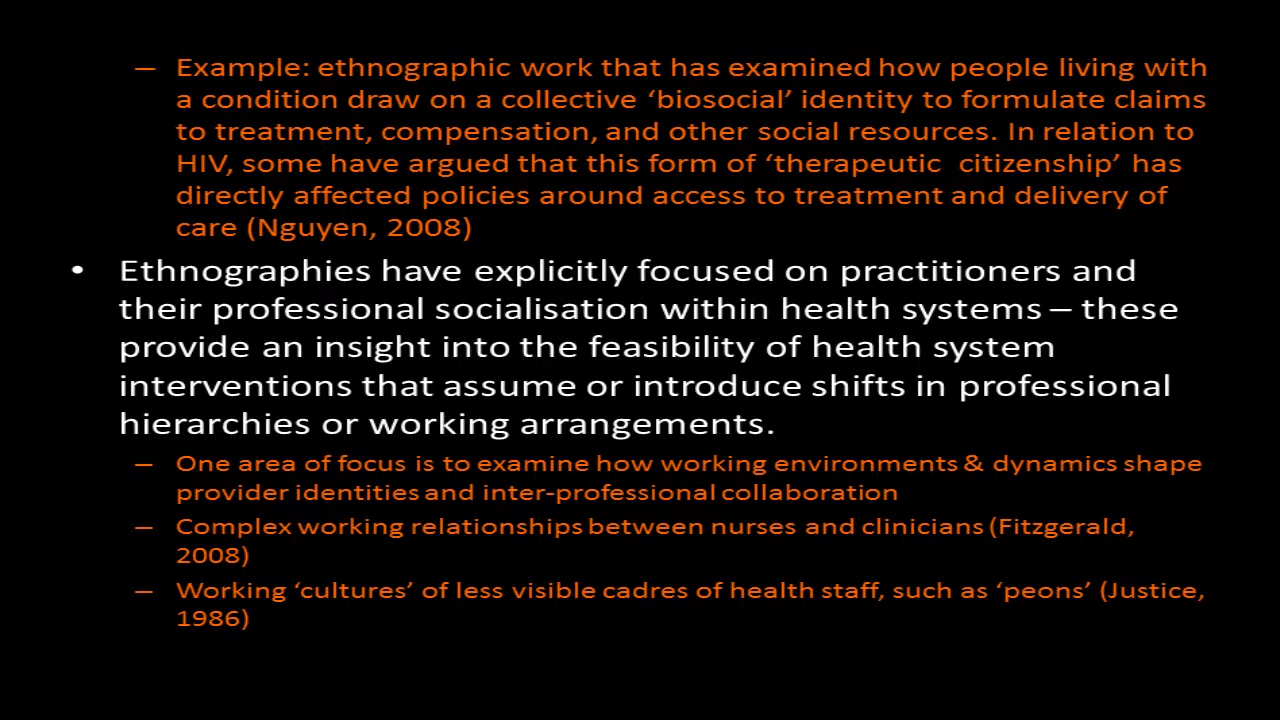 – Example: ethnographic work that has examined how people living with
a condition draw on a collective ‘biosocial’ identity to formulate claims
to treatment, compensation, and other social resources. In relation to
HIV, some have argued that this form of ‘therapeutic citizenship’ has
directly affected policies around access to treatment and delivery of
care (Nguyen, 2008)
• Ethnographies have explicitly focused on practitioners and
their professional socialisation within health systems – these
provide an insight into the feasibility of health system
interventions that assume or introduce shifts in professional
hierarchies or working arrangements.
– One area of focus is to examine how working environments & dynamics shape
provider identities and inter-professional collaboration
– Complex working relationships between nurses and clinicians (Fitzgerald,
2008)
– Working ‘cultures’ of less visible cadres of health staff, such as ‘peons’ (Justice,
1986)